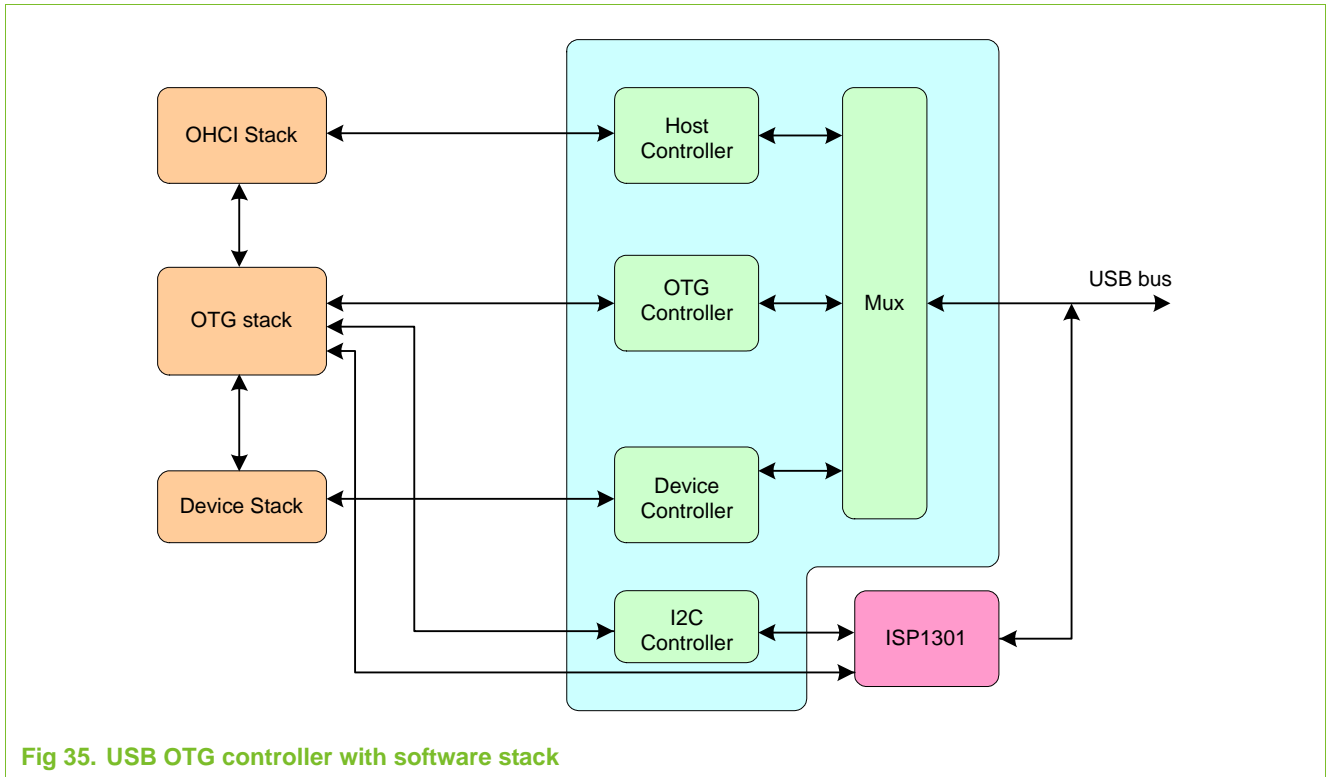 OHCI Stack
Host
Controller
OTG stack
OTG
Controller
Mux
USB bus
Device Stack
Device
Controller
I2C
Controller
ISP1301
Fig 35. USB OTG controller with software stack